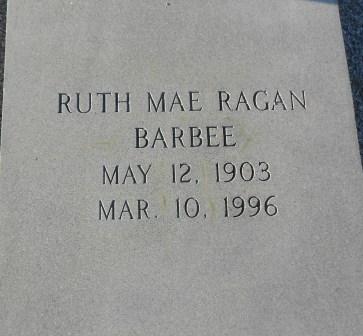 RUTH MAE RAGAN
BARBEE
MAY 12, 1903
MAR. 10, 1996